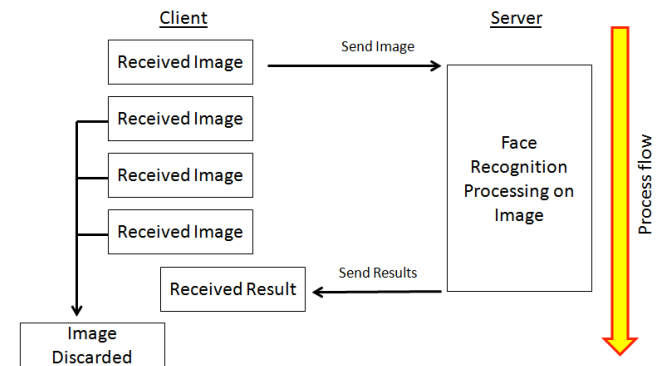 Client
Server
Send Image
Received Image
Received Image
Received Image
Received Image
Face
Recognition
Processing on
Image
Process flow
Send Results
Received Result
Image
Discarded